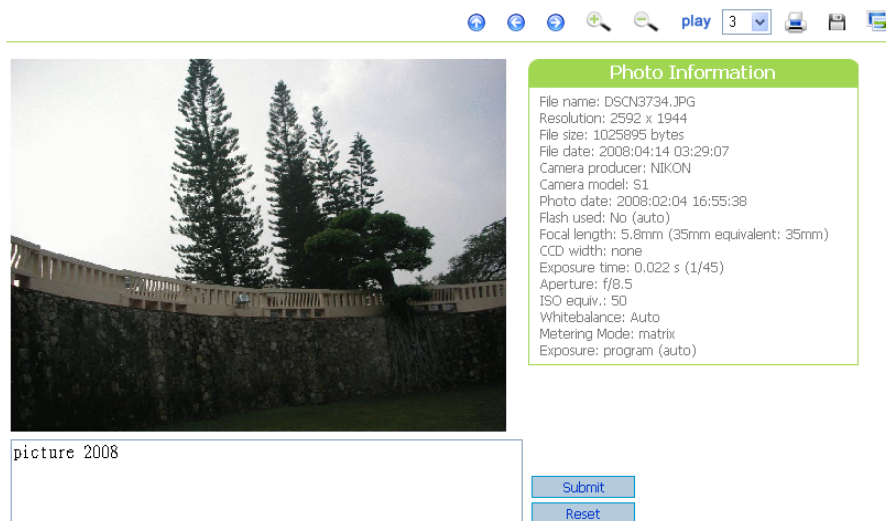 play 3
Photo Information
File name: DSCN3734.JPG
Resolution: 2592 x 1944
File size: 1025895 bytes
File date: 2008:04:14 03:29:07
Camera producer: NIKON
Camera model: S1
Photo date: 2008:02:04 16:55:38
Flash used: No (auto)
Focal length: 5.8mm (35mm equivalent: 35mm)
CCD width: none
Exposure time: 0.022 s (1/45)
Aperture: f/8.5
ISO equiv.: 50
Whitebalance: Auto
Metering Mode: matrix
Exposure: program (auto)
picture 2008
Submit
Reset